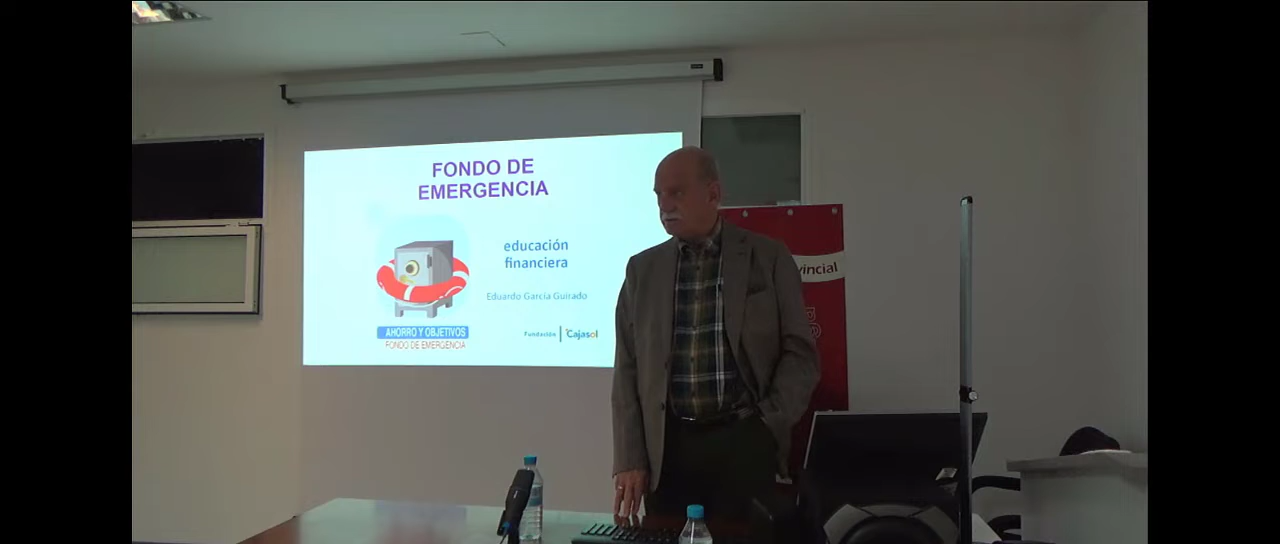 FONDO DE
EMERGENCIA
educación
financiera
Eduardo García Guirado
AHORRO Y OBJETIVOS
FONDO DE EMERGENCIA
Fundación
Cajasol
vincial